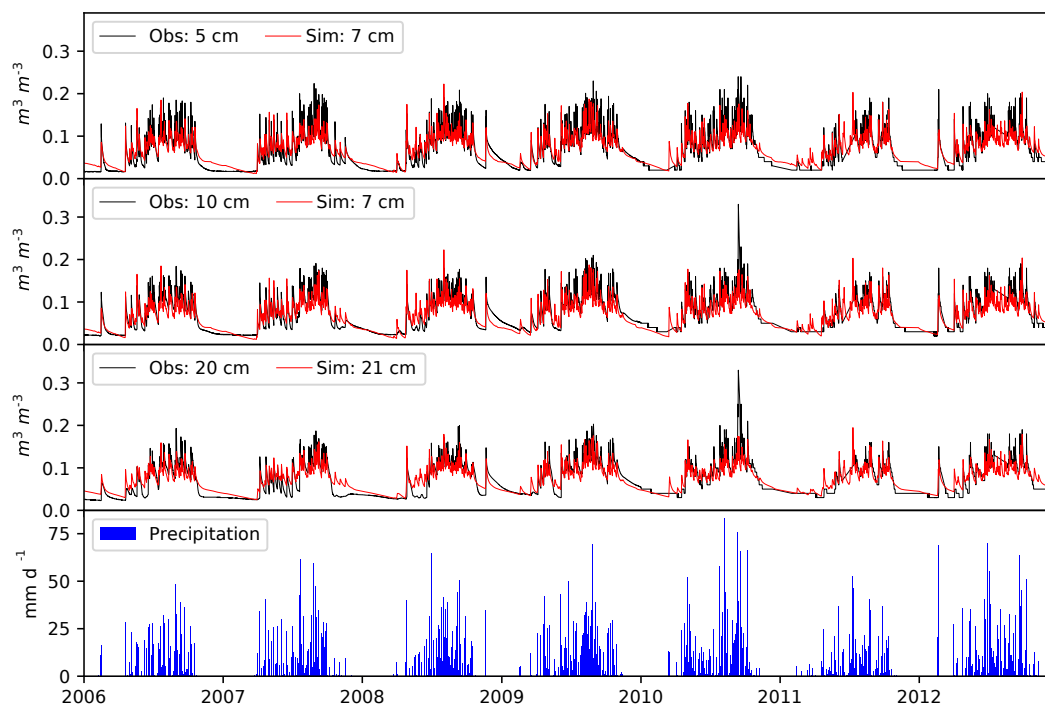 Obs: 5 cm Sim: 7 cm
0.3
0.2
0.1
0.0
m³ m⁻³
Obs: 10 cm Sim: 7 cm
0.3
0.2
0.1
0.0
m³ m⁻³
Obs: 20 cm Sim: 21 cm
0.3
0.2
0.1
0.0
m³ m⁻³
Precipitation
75
50
25
0
mm d ⁻¹
2006 2007 2008 2009 2010 2011 2012